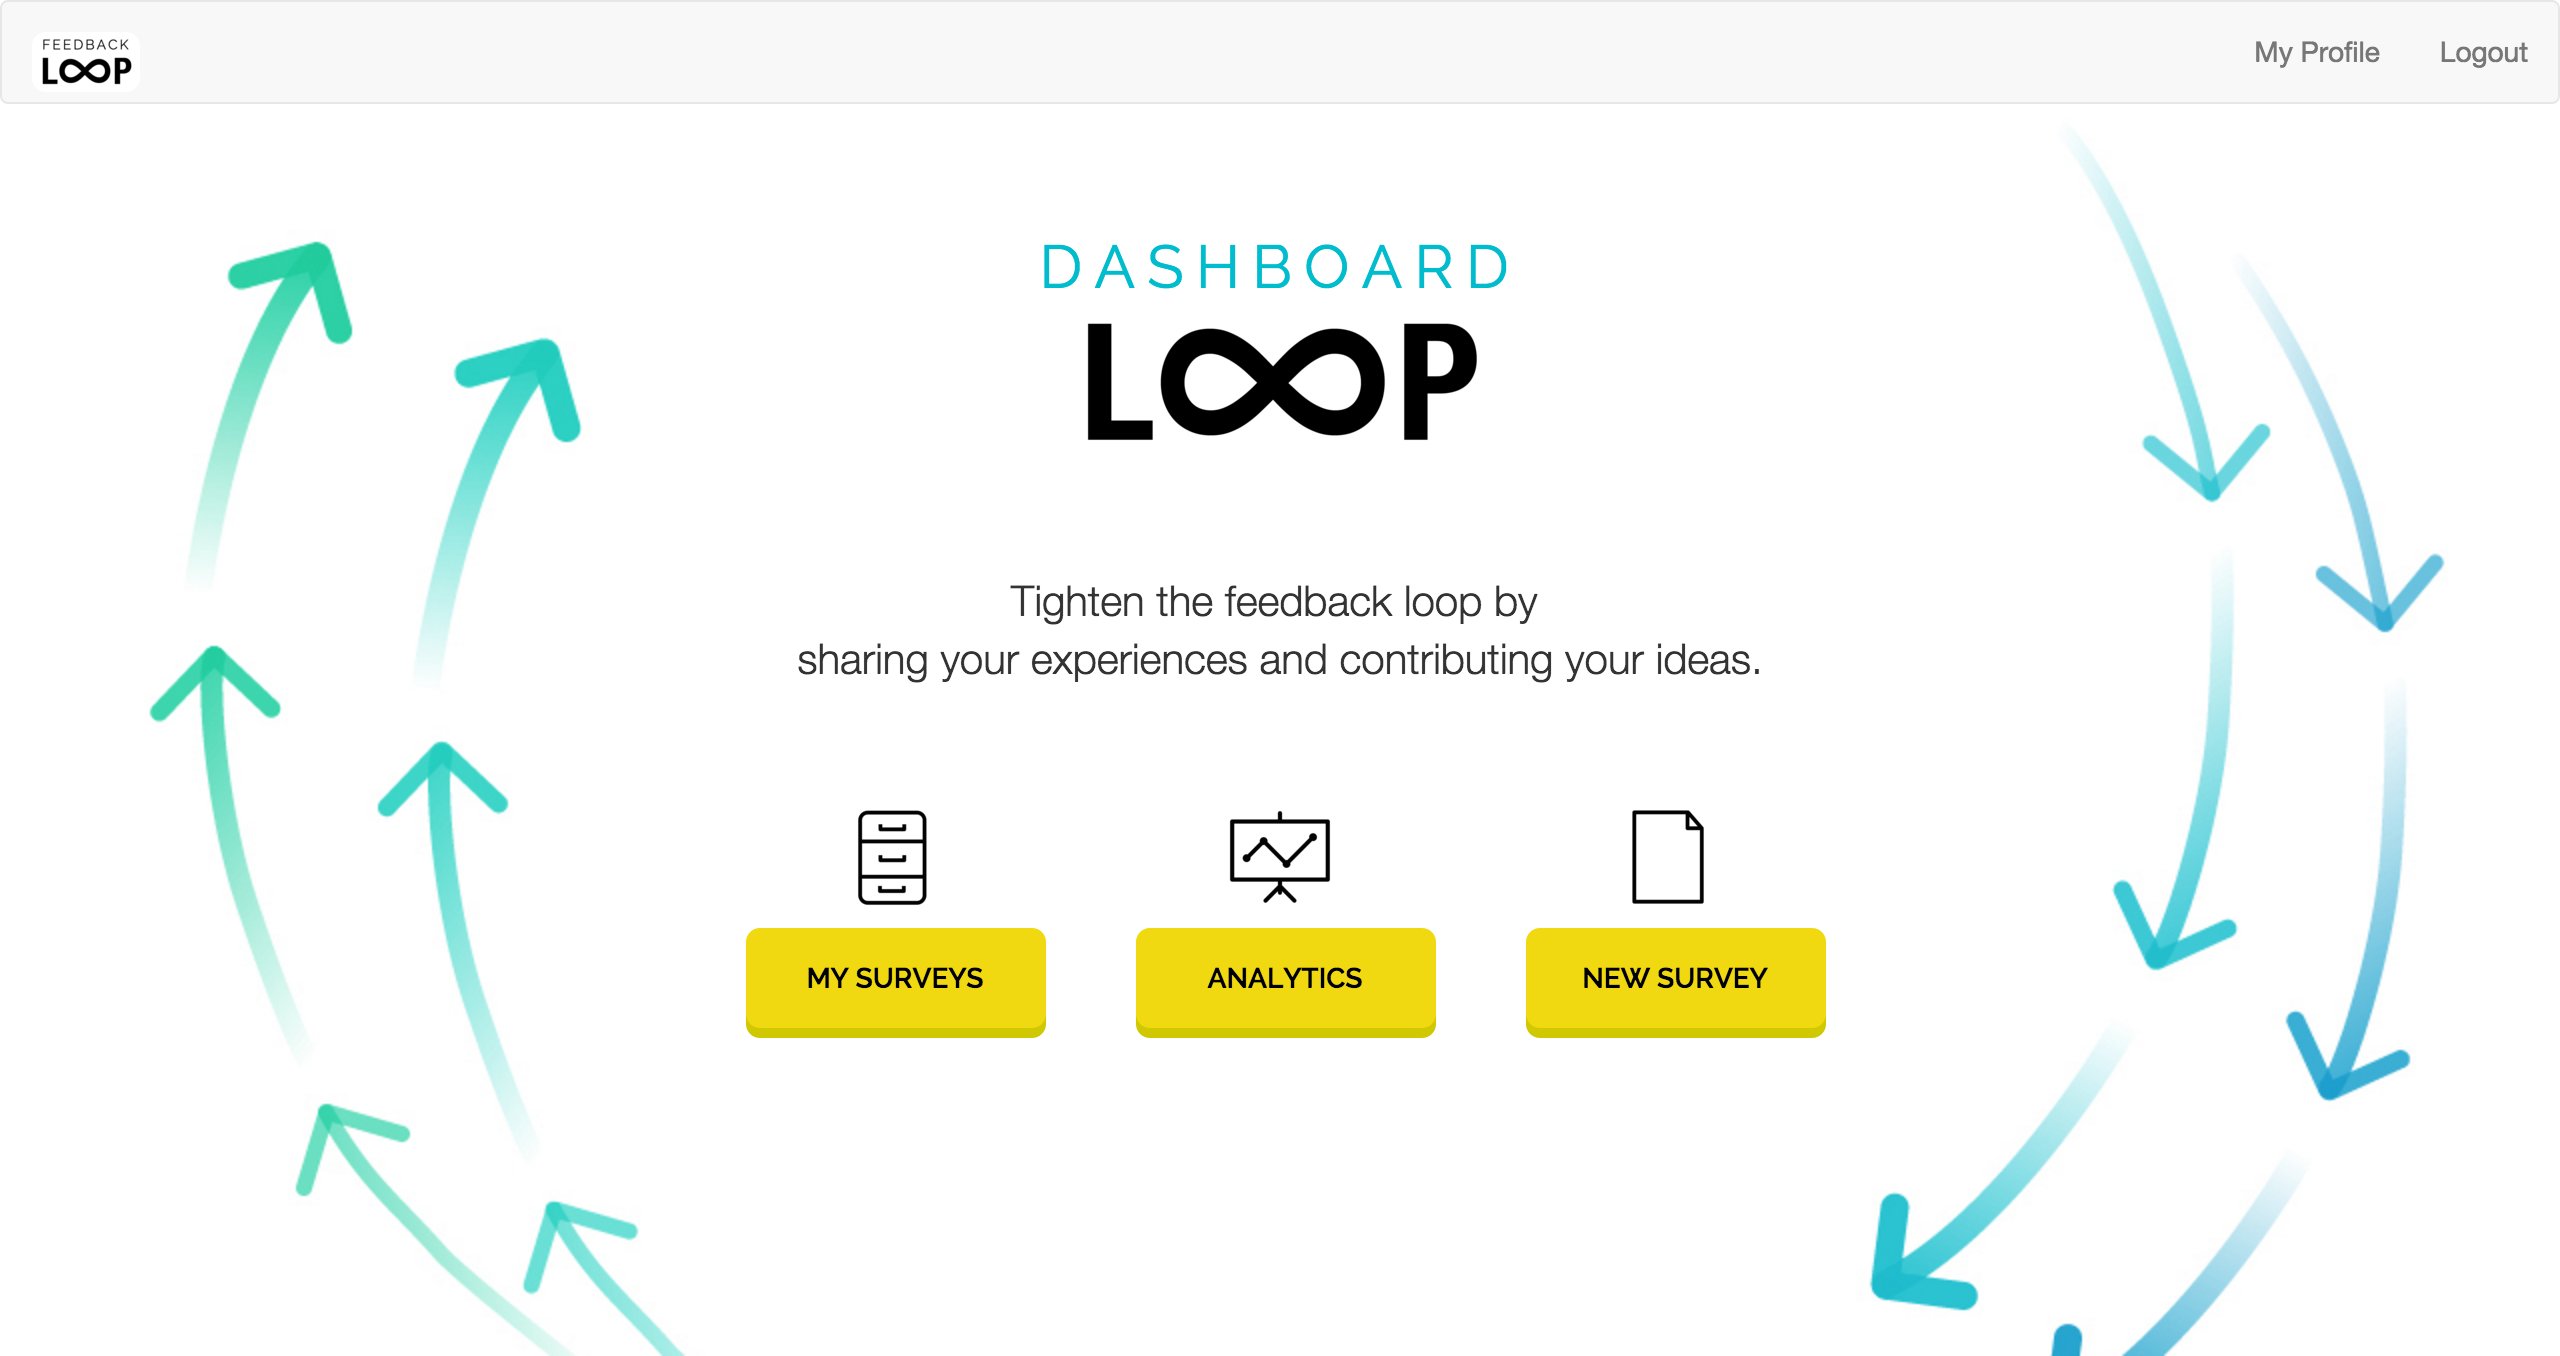 FEEDBACK
LOOP
My Profile
Logout
DASHBOARD
LOOP
Tighten the feedback loop by
sharing your experiences and contributing your ideas.
MY SURVEYS
ANALYTICS
NEW SURVEY